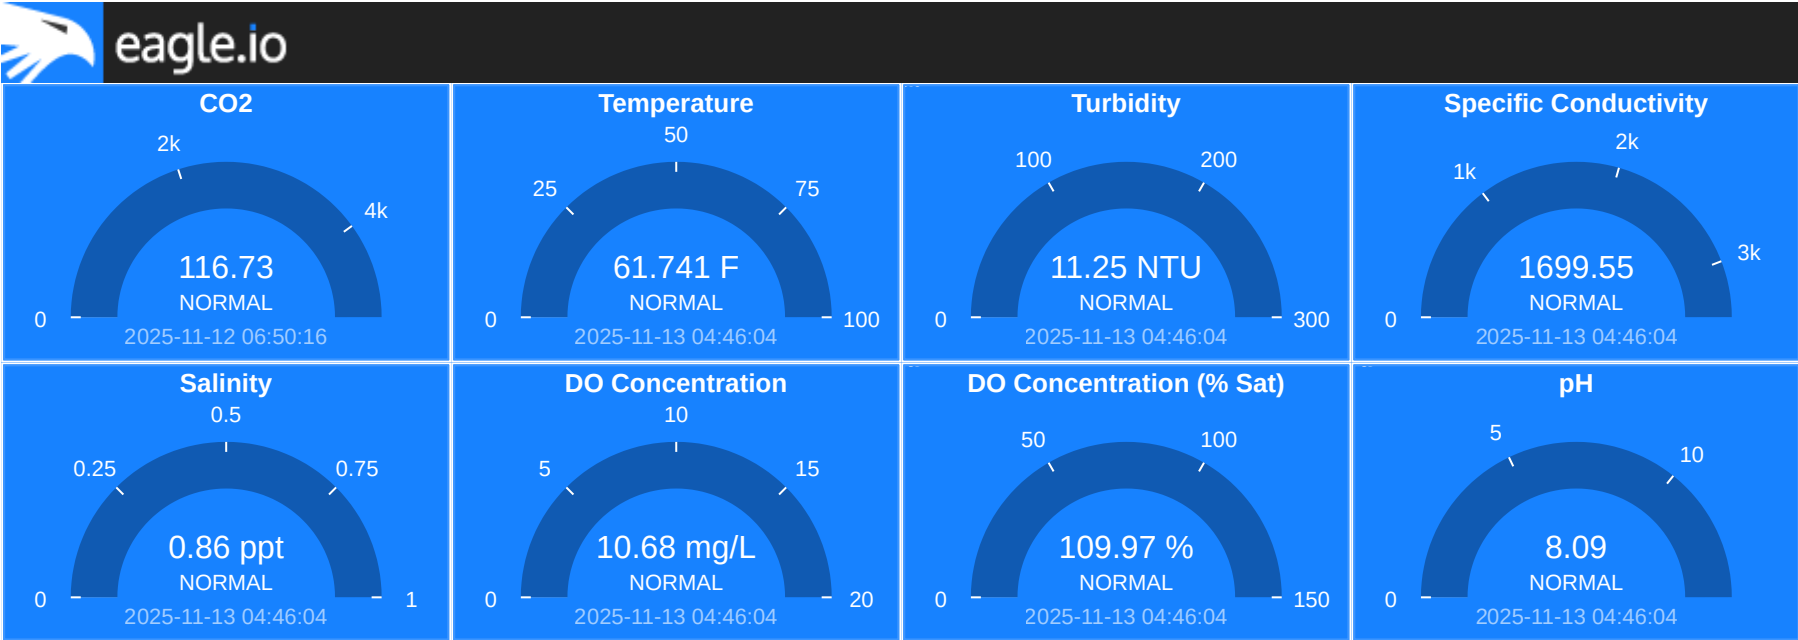 eagle.io
CO2
2k
4k
0
116.73
NORMAL
2025-11-12 06:50:16
Temperature
50
25
75
0
100
61.741 F
NORMAL
2025-11-13 04:46:04
Turbidity
100
200
0
300
11.25 NTU
NORMAL
2025-11-13 04:46:04
Specific Conductivity
2k
1k
3k
0
1699.55
NORMAL
2025-11-13 04:46:04
Salinity
0.5
0.25
0.75
0
1
0.86 ppt
NORMAL
2025-11-13 04:46:04
DO Concentration
10
5
15
0
20
10.68 mg/L
NORMAL
2025-11-13 04:46:04
DO Concentration (% Sat)
50
100
0
150
109.97 %
NORMAL
2025-11-13 04:46:04
pH
5
10
0
8.09
NORMAL
2025-11-13 04:46:04